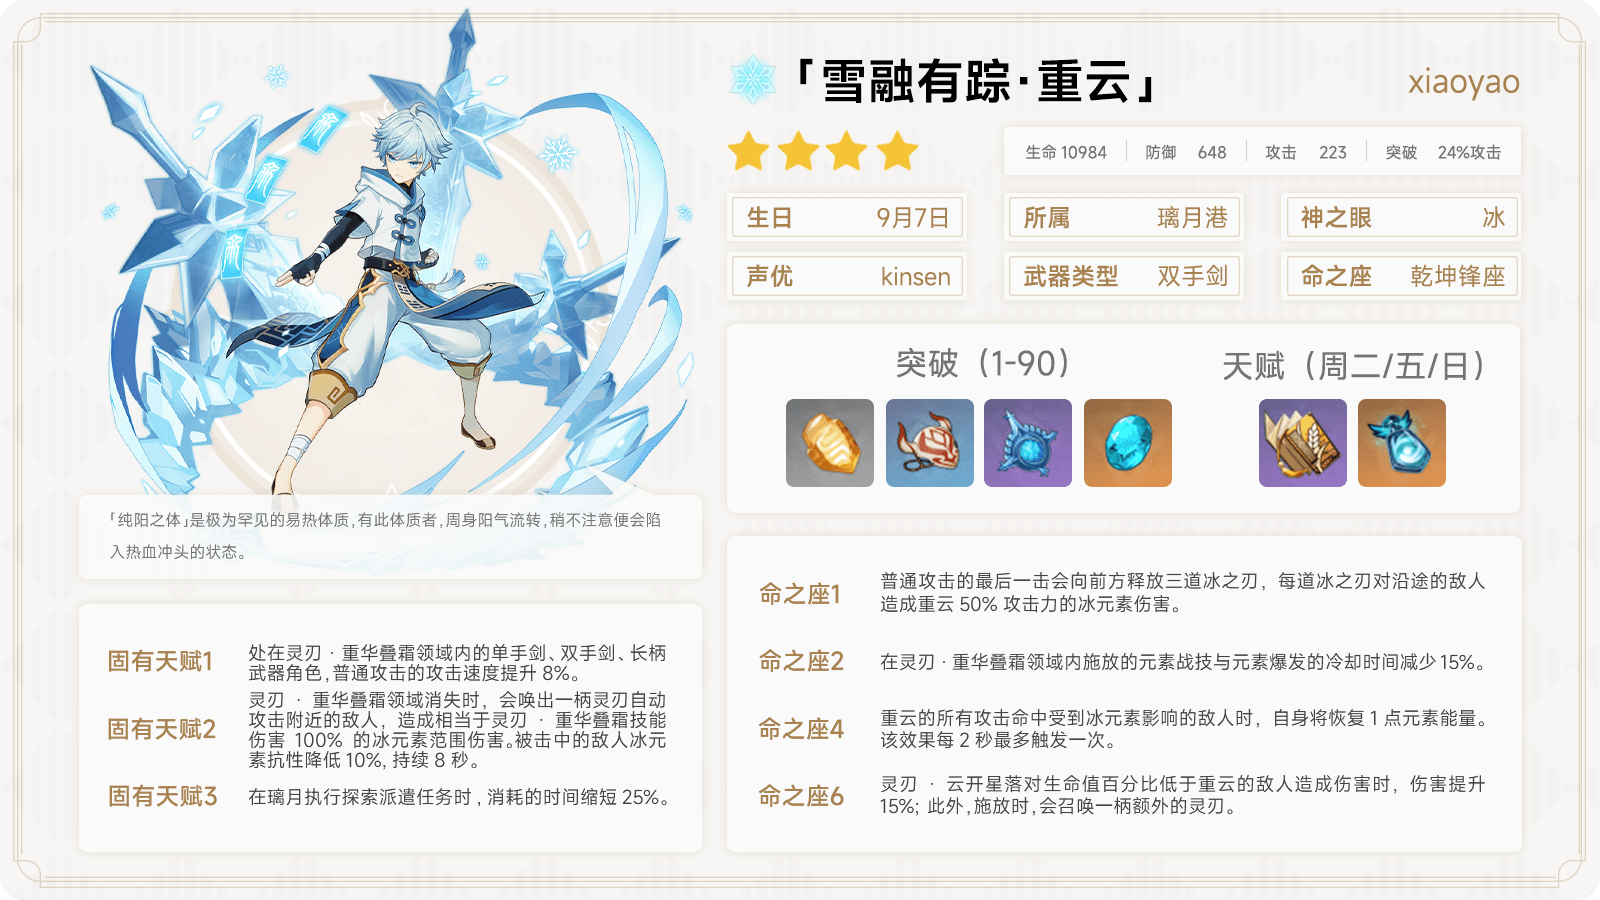 「雪融有踪·重云」
xiaoyao
生命 10984 防御 648 攻击 223 突破 24%攻击
生日 9月7日 所属 璃月港 神之眼 冰
声优 kinsen 武器类型 双手剑 命之座 乾坤锋座
突破（1-90） 天赋（周二/五/日）
「纯阳之体」是极为罕见的易热体质,有此体质者,周身阳气流转,稍不注意便会陷
入热血冲头的状态。
固有天赋1
处在灵刃 · 重华叠霜领域内的单手剑、双手剑、长柄
武器角色,普通攻击的攻击速度提升 8%。
固有天赋2
灵刃 · 重华叠霜领域消失时，会唤出一柄灵刃自动
攻击附近的敌人，造成相当于灵刃 · 重华叠霜技能
伤害 100% 的冰元素范围伤害。被击中的敌人冰元
素抗性降低 10%, 持续 8 秒。
固有天赋3
在璃月执行探索派遣任务时 , 消耗的时间缩短 25%。
命之座1
普通攻击的最后一击会向前方释放三道冰之刃，每道冰之刃对沿途的敌人
造成重云 50% 攻击力的冰元素伤害。
命之座2
在灵刃 · 重华叠霜领域内施放的元素战技与元素爆发的冷却时间减少 15%。
命之座4
重云的所有攻击命中受到冰元素影响的敌人时，自身将恢复 1 点元素能量。
该效果每 2 秒最多触发一次。
命之座6
灵刃 · 云开星落对生命值百分比低于重云的敌人造成伤害时，伤害提升
15%; 此外 ,施放时,会召唤一柄额外的灵刃。